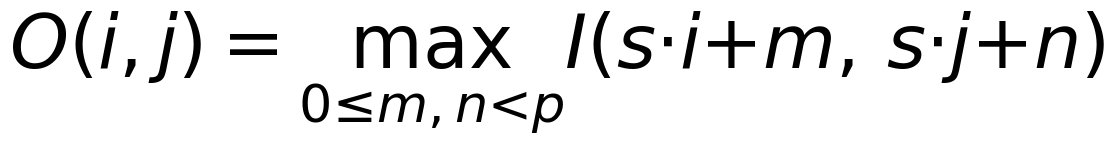 O(i, j) = max I(s·i+m, s·j+n)
0≤m, n<p